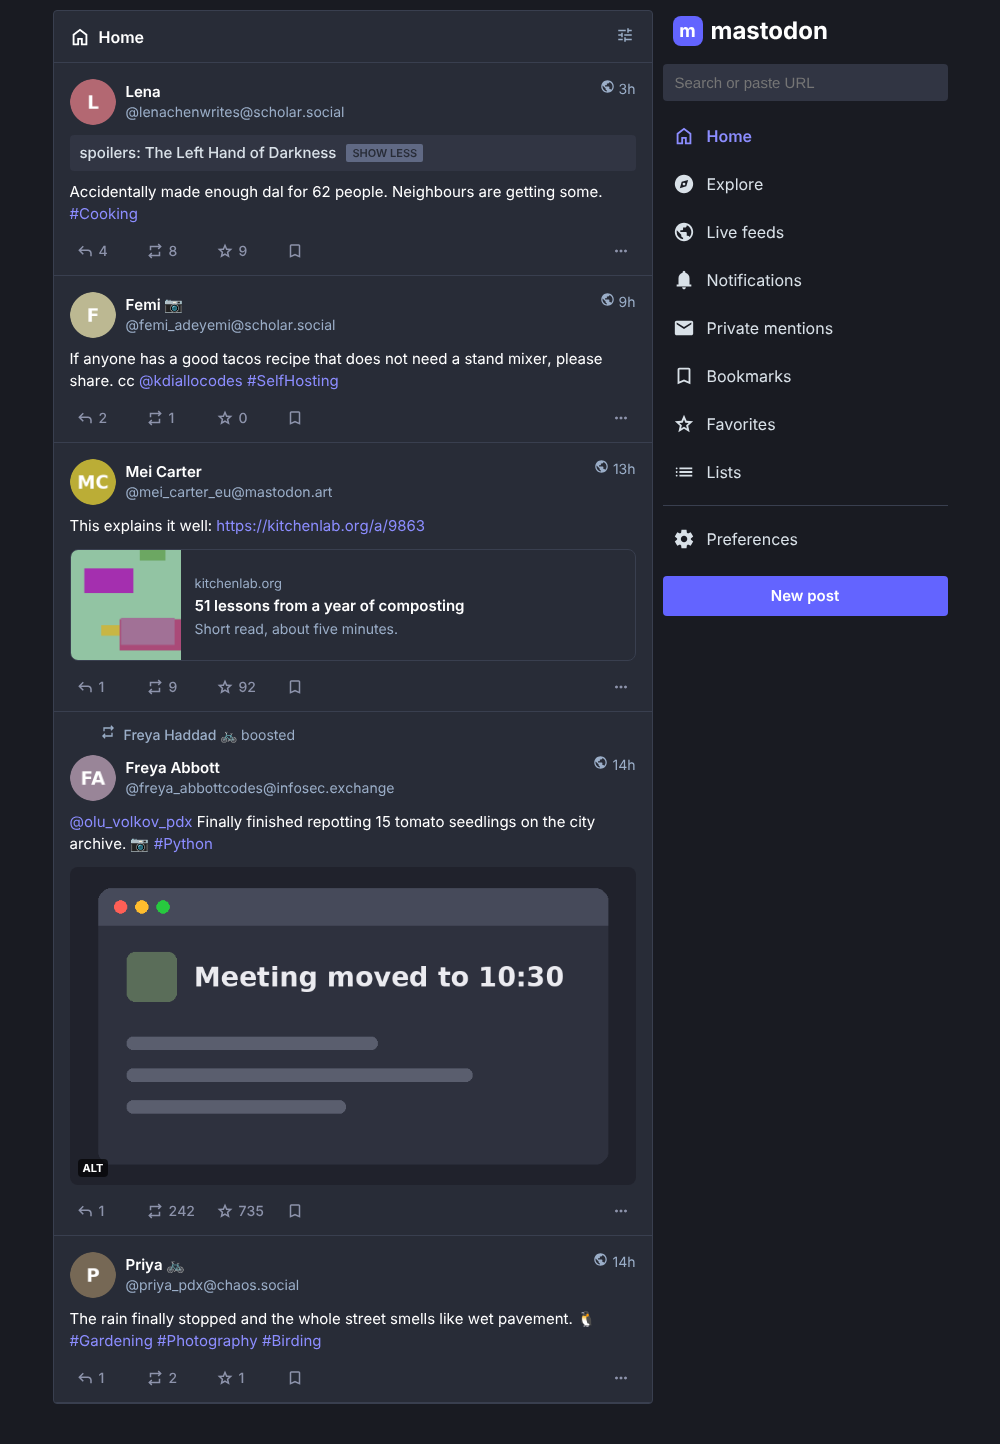 Home
L
Lena
@lenachenwrites@scholar.social
3h
spoilers: The Left Hand of Darkness
SHOW LESS
Accidentally made enough dal for 62 people. Neighbours are getting some.
#Cooking
4
8
9
F
Femi 📷
@femi_adeyemi@scholar.social
9h
If anyone has a good tacos recipe that does not need a stand mixer, please
share. cc @kdiallocodes #SelfHosting
2
1
0
MC
Mei Carter
@mei_carter_eu@mastodon.art
13h
This explains it well: https://kitchenlab.org/a/9863
kitchenlab.org
51 lessons from a year of composting
Short read, about five minutes.
1
9
92
Freya Haddad 🚲 boosted
FA
Freya Abbott
@freya_abbottcodes@infosec.exchange
14h
@olu_volkov_pdx Finally finished repotting 15 tomato seedlings on the city
archive. 📷 #Python
Meeting moved to 10:30
ALT
1
242
735
P
Priya 🚲
@priya_pdx@chaos.social
14h
The rain finally stopped and the whole street smells like wet pavement. 🐧
#Gardening #Photography #Birding
1
2
1
m
mastodon
Search or paste URL
Home
Explore
Live feeds
Notifications
Private mentions
Bookmarks
Favorites
Lists
Preferences
New post